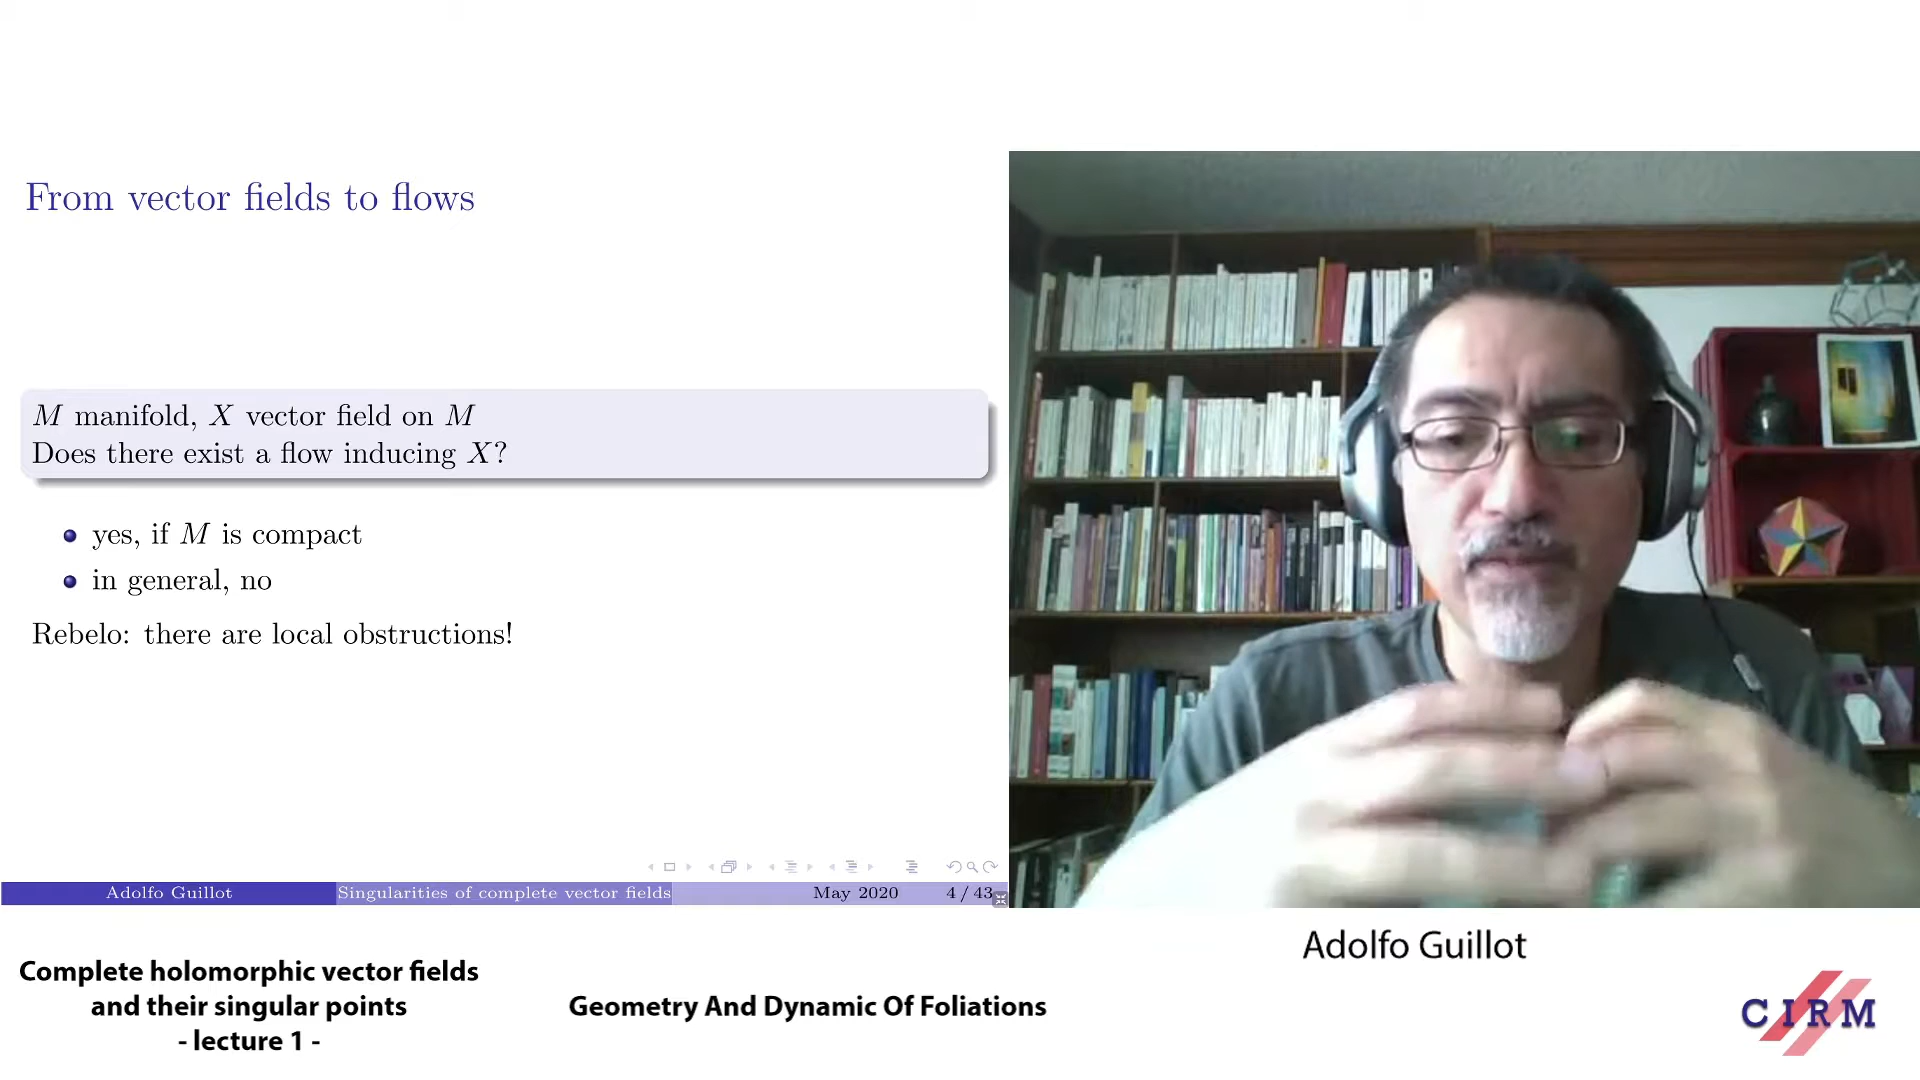 From vector fields to flows
M manifold, X vector field on M
Does there exist a flow inducing X?
yes, if M is compact
in general, no
Rebelo: there are local obstructions!
Adolfo Guillot
Singularities of complete vector fields
May 2020
4 / 43
Adolfo Guillot
Complete holomorphic vector fields
and their singular points
- lecture 1 -
Geometry And Dynamic Of Foliations
CIRM